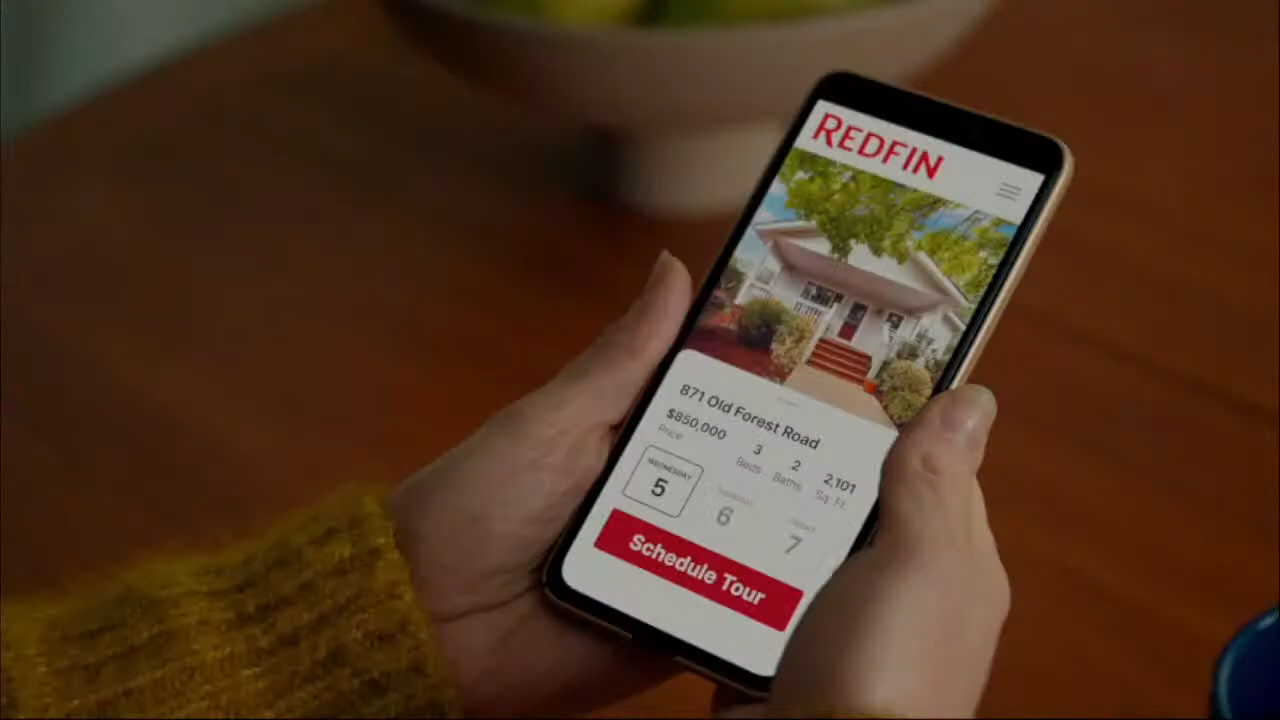 REDFIN
871 Old Forest Road
$850,000 3 2 2,101
Price Beds Baths Sq. Ft.
WEDNESDAY
5 6 7
Schedule Tour